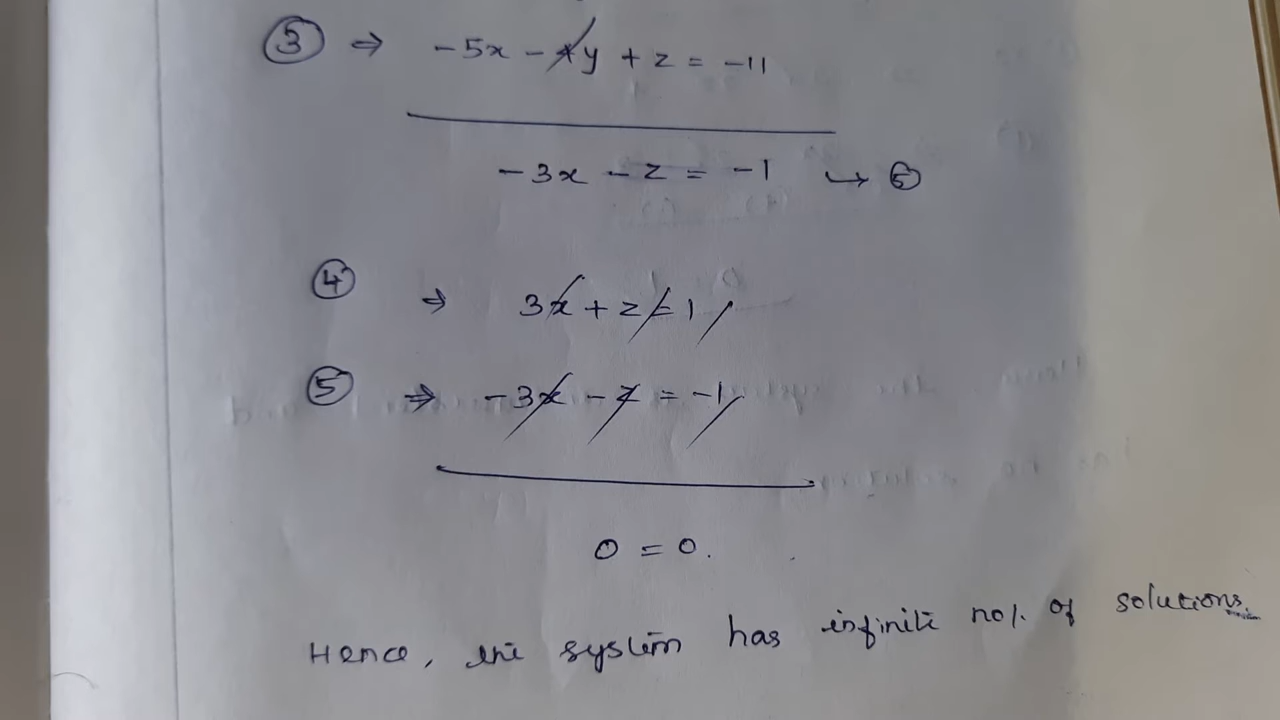 ③ ⇒ -5x - 4y + z = -11
-3x - z = -1 ↪ ⑤
④ ⇒ 3x + z = 1
⑤ ⇒ -3x - z = -1
0 = 0.
Hence, the system has infinite no/. of solutions.